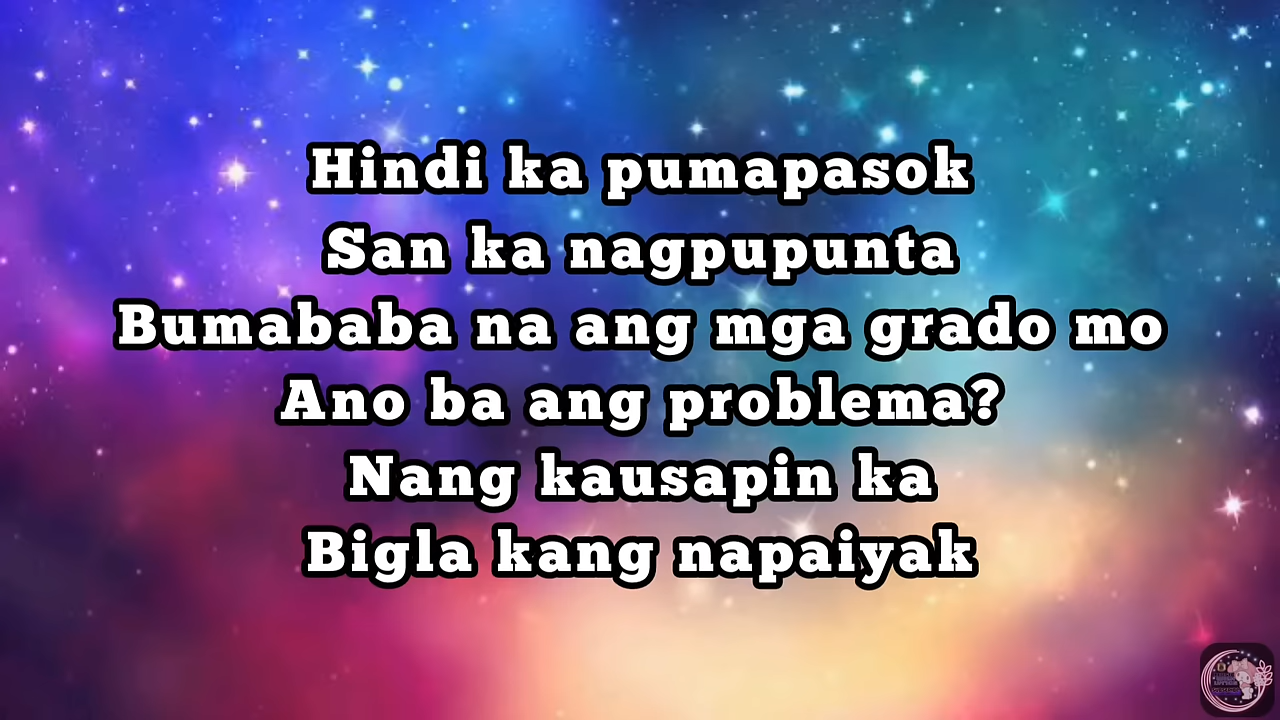 Hindi ka pumapasok
San ka nagpupunta
Bumababa na ang mga grado mo
Ano ba ang problema?
Nang kausapin ka
Bigla kang napaiyak